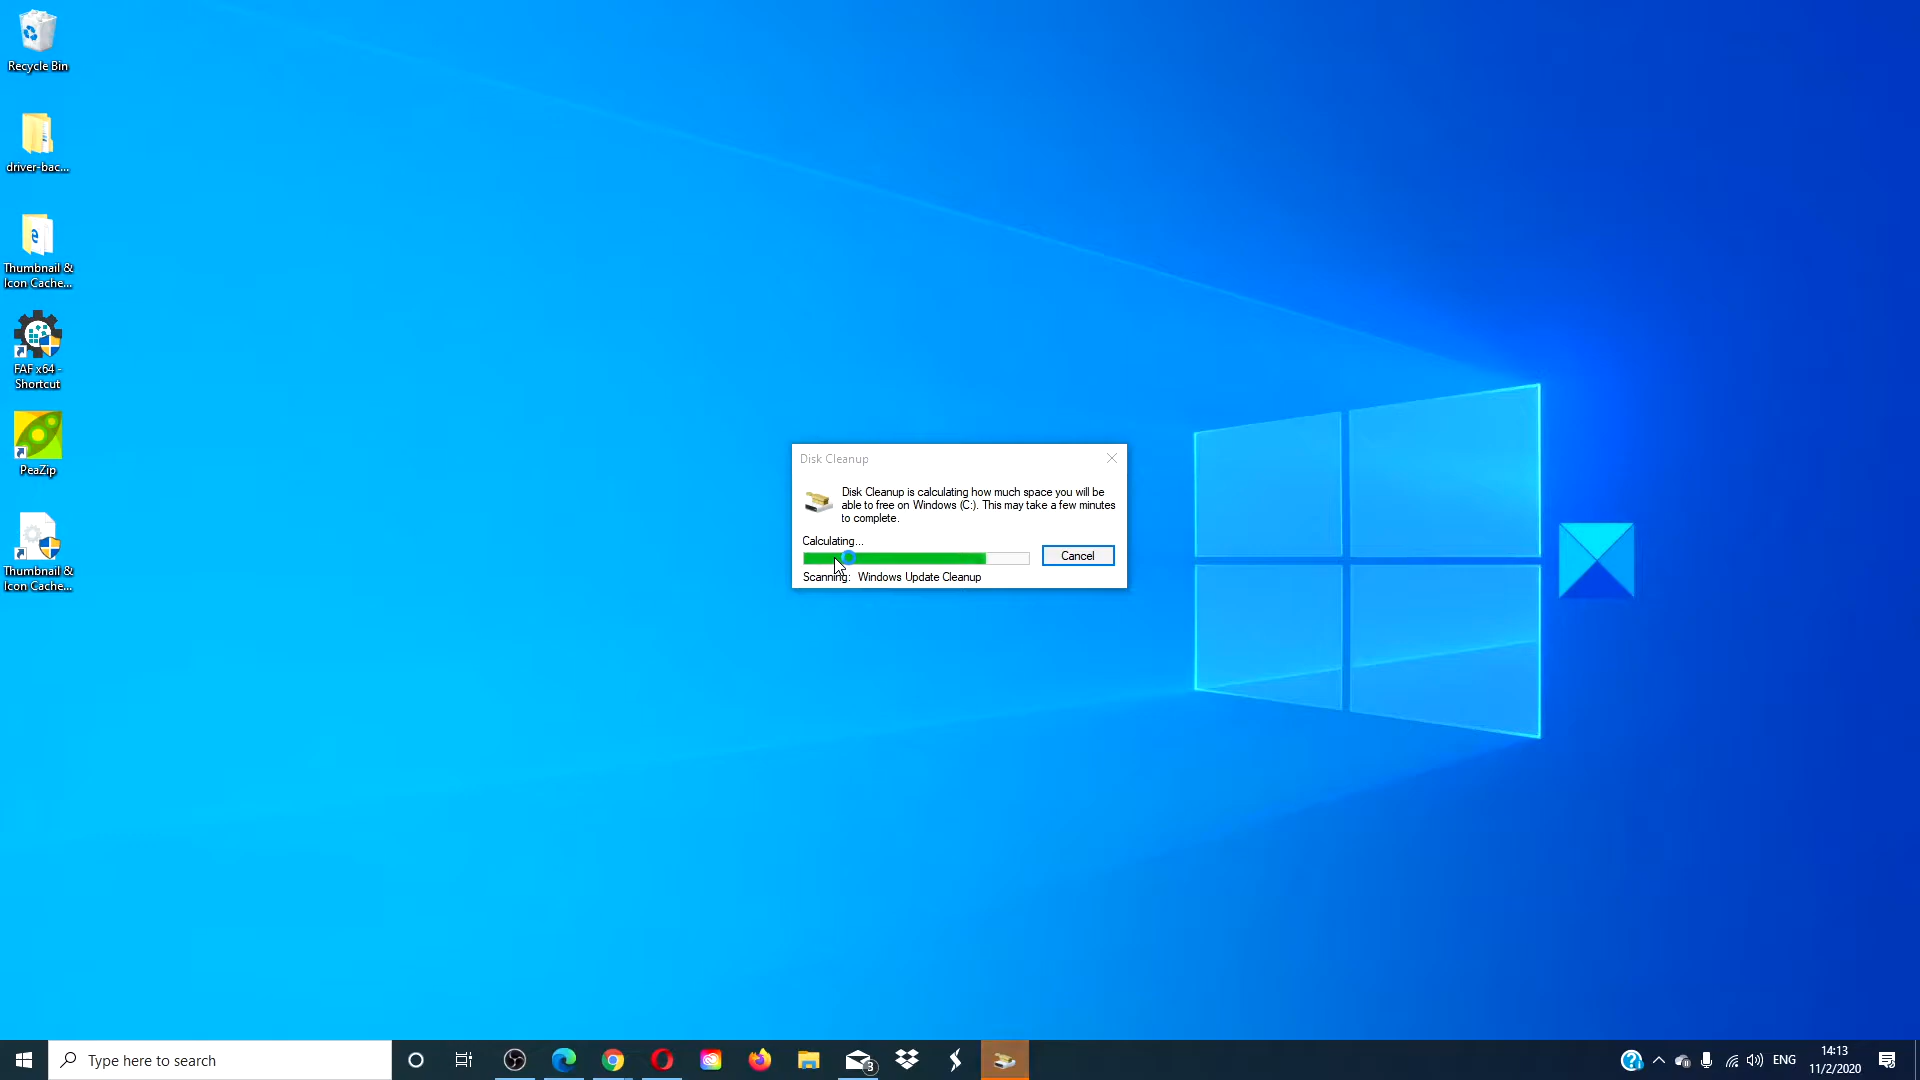 Recycle Bin
driver-bac...
Thumbnail &
Icon Cache...
FAF x64 -
Shortcut
PeaZip
Thumbnail &
Icon Cache...
Disk Cleanup
Disk Cleanup is calculating how much space you will be
able to free on Windows (C:). This may take a few minutes
to complete.
Calculating...
Cancel
Scanning: Windows Update Cleanup
Type here to search
3
ENG
14:13
11/2/2020